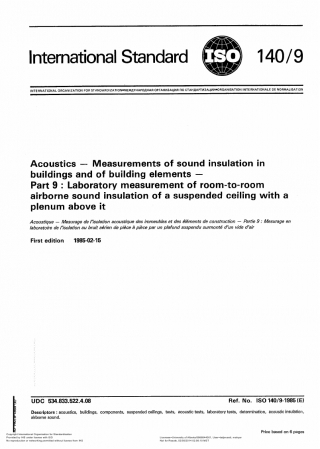 International Standard ISO 140/9
INTERNATIONAL ORGANIZATION FOR STANDARDIZATION•МЕЖДУНАРОДНАЯ ОРГАНИЗАЦИЯ ПО СТАНДАРТИЗАЦИИ•ORGANISATION INTERNATIONALE DE NORMALISATION
Acoustics — Measurements of sound insulation in
buildings and of building elements —
Part 9 : Laboratory measurement of room-to-room
airborne sound insulation of a suspended ceiling with a
plenum above it
Acoustique — Mesurage de l'isolation acoustique des immeubles et des éléments de construction — Partie 9 : Mesurage en
laboratoire de l'isolation au bruit aérien de pièce à pièce par un plafond suspendu surmonté d'un vide d'air
First edition 1985-02-15
UDC 534.833.522.4.08 Ref. No. ISO 140/9-1985 (E)
Descriptors : acoustics, buildings, components, suspended ceilings, tests, acoustic tests, laboratory tests, determination, acoustic insulation,
airborne sound.
Price based on 6 pages